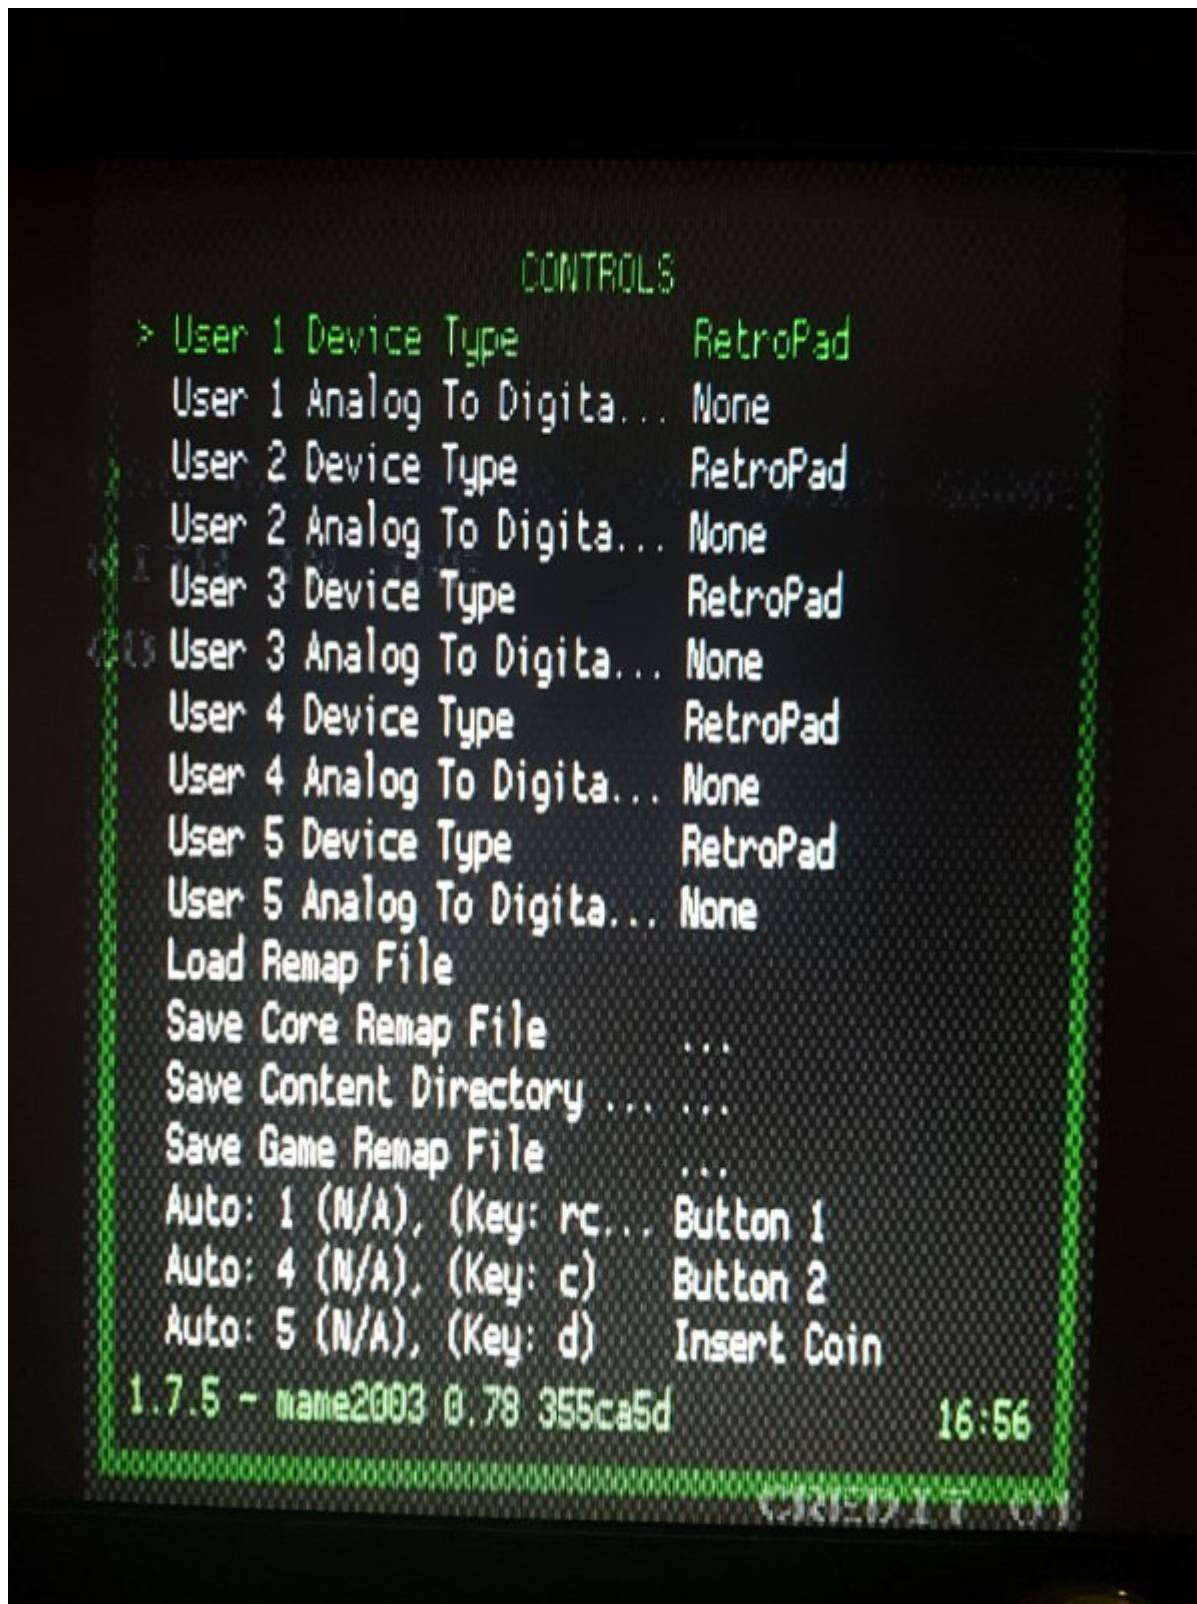 CONTROLS
> User 1 Device Type RetroPad
User 1 Analog To Digita... None
User 2 Device Type RetroPad
User 2 Analog To Digita... None
User 3 Device Type RetroPad
User 3 Analog To Digita... None
User 4 Device Type RetroPad
User 4 Analog To Digita... None
User 5 Device Type RetroPad
User 5 Analog To Digita... None
Load Remap File
Save Core Remap File ...
Save Content Directory ... ...
Save Game Remap File ...
Auto: 1 (N/A), (Key: rc... Button 1
Auto: 4 (N/A), (Key: c) Button 2
Auto: 5 (N/A), (Key: d) Insert Coin
1.7.5 - mame2003 0.78 355ca5d 16:56
CREDIT 01